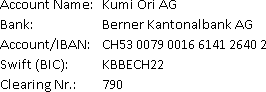 Account Name: Kumi Ori AG
Bank: Berner Kantonalbank AG
Account/IBAN: CH53 0079 0016 6141 2640 2
Swift (BIC): KBBECH22
Clearing Nr.: 790